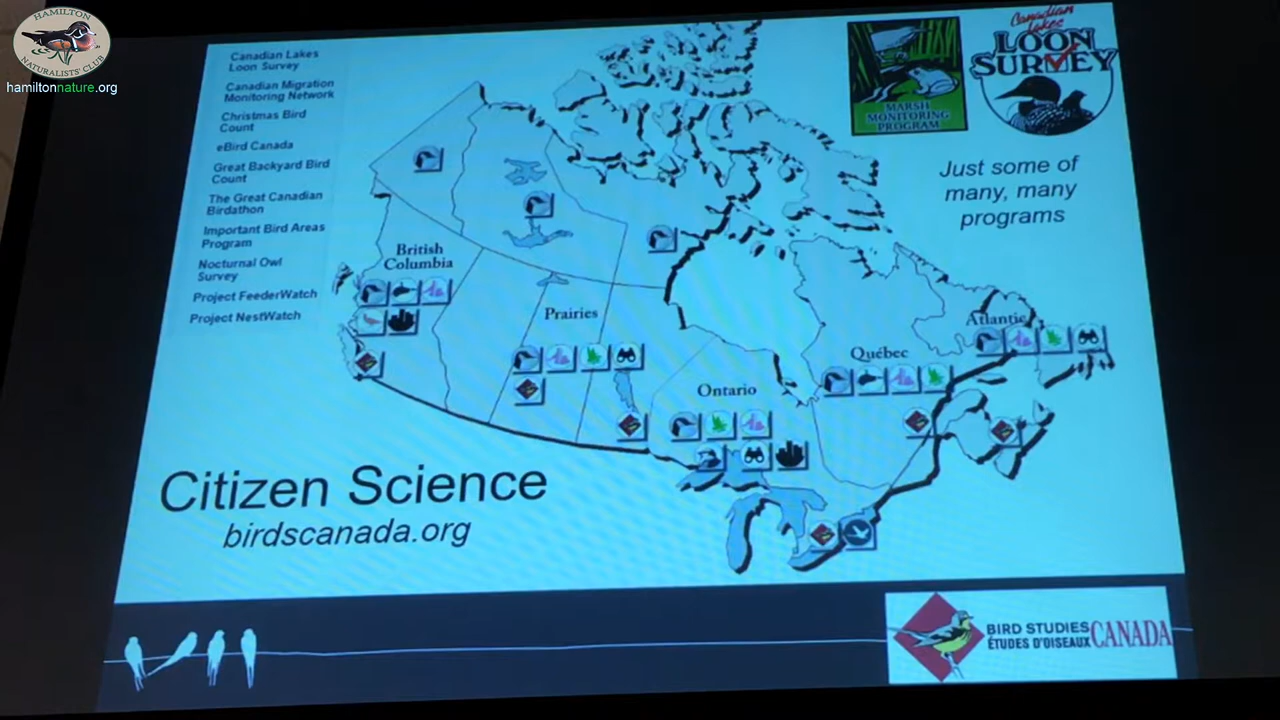 HAMILTON
NATURALISTS' CLUB
hamiltonnature.org
Canadian Lakes
Loon Survey
Canadian Migration
Monitoring Network
Christmas Bird
Count
eBird Canada
Great Backyard Bird
Count
The Great Canadian
Birdathon
Important Bird Areas
Program
Nocturnal Owl
Survey
Project FeederWatch
Project NestWatch
MARSH
MONITORING
PROGRAM
Canadian
Lakes
LOON
SURVEY
Just some of
many, many
programs
British
Columbia
Prairies
Ontario
Québec
Atlantic
Citizen Science
birdscanada.org
BIRD STUDIES
ÉTUDES D'OISEAUX
CANADA